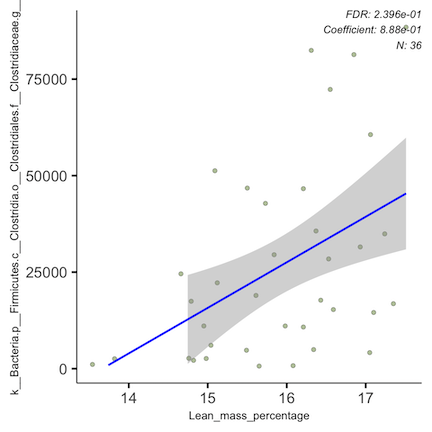 FDR: 2.396e-01
Coefficient: 8.88e-01
N: 36
k__Bacteria.p__Firmicutes.c__Clostridia.o__Clostridiales.f__Clostridiaceae.g__
75000
50000
25000
0
14 15 16 17
Lean_mass_percentage